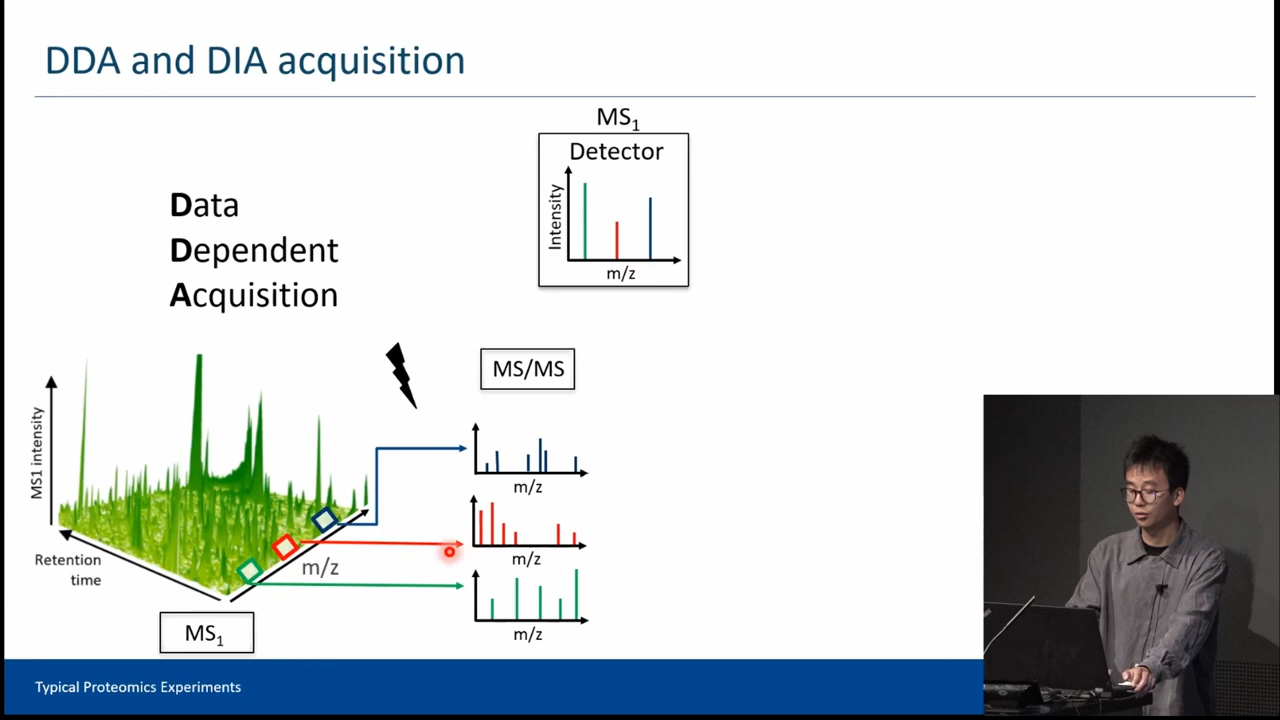 DDA and DIA acquisition
MS1
Detector
Intensity
m/z
Data
Dependent
Acquisition
MS/MS
MS1 intensity
m/z
m/z
Retention
time
m/z
m/z
MS1
Typical Proteomics Experiments